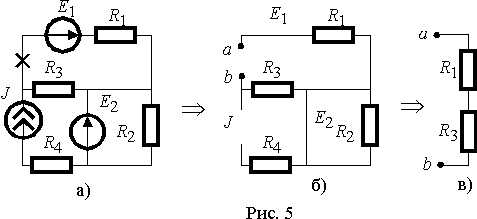 E1 R1 E1 R1
a a
b
J R3 R3 R1
E2 ⇒ J E2 ⇒
R2 R2 R3
R4 R4 b
а) б) в)
Рис. 5